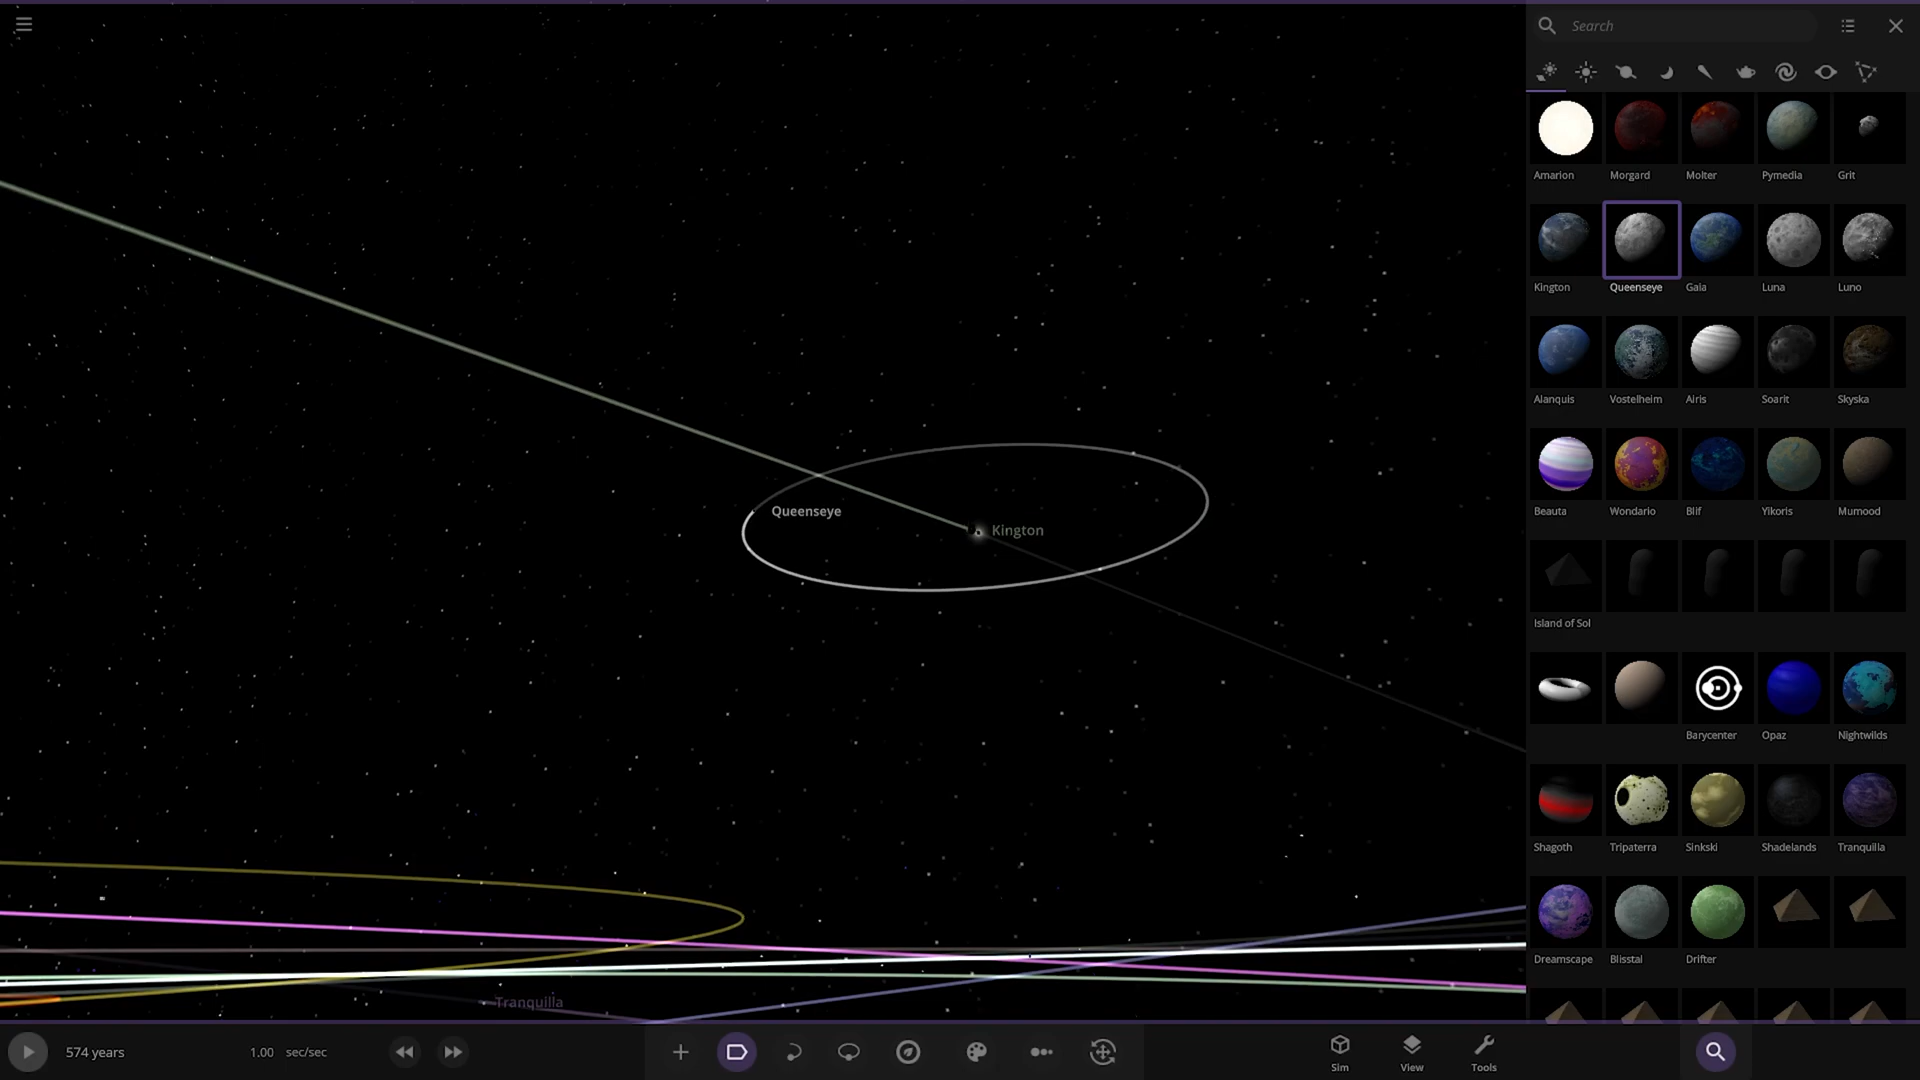 Search
Amarion Morgard Molter Pymedia Grit
Kington Queenseye Gaia Luna Luno
Alanquis Vostelheim Airis Soarit Skyska
Queenseye
Kington
Beauta Wondario Blif Yikoris Mumood
Island of Sol
Barycenter Opaz Nightwilds
Shagoth Tripaterra Sinkski Shadelands Tranquilla
Dreamscape Blisstal Drifter
Tranquilla
574 years 1.00 sec/sec
Sim View Tools